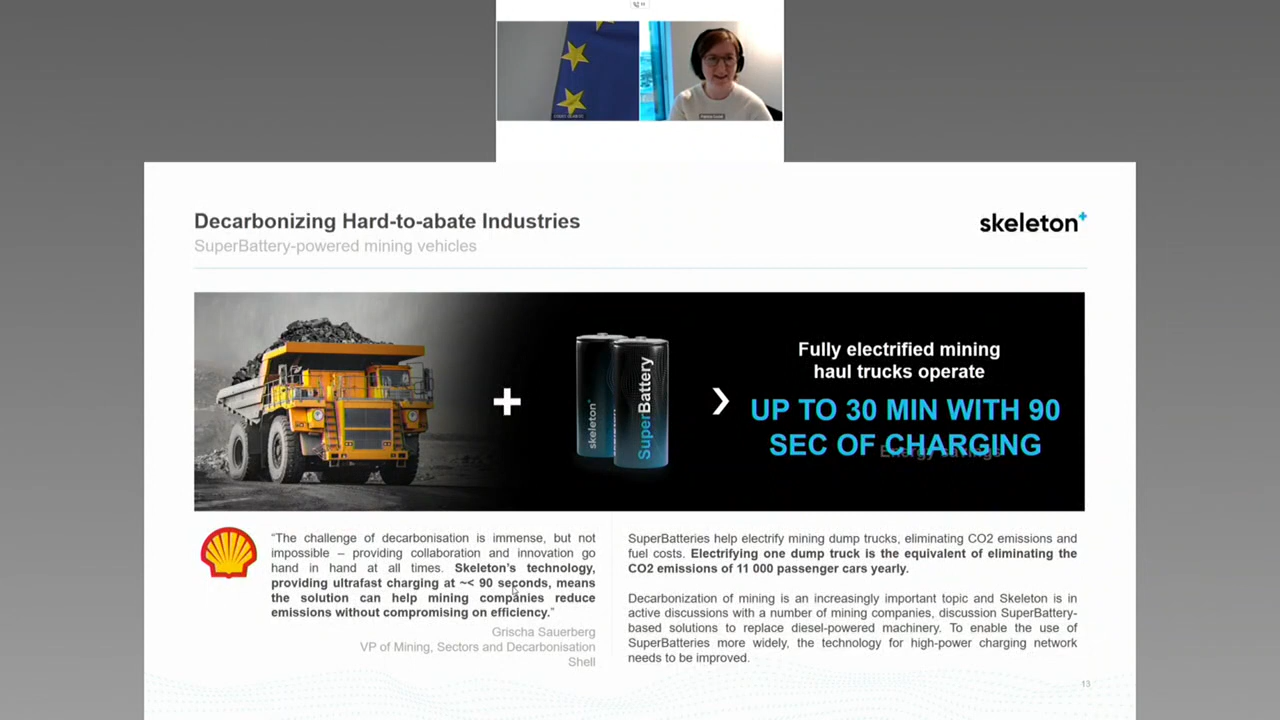 Decarbonizing Hard-to-abate Industries
SuperBattery-powered mining vehicles
skeleton+
skeleton+
SuperBattery
Fully electrified mining
haul trucks operate
UP TO 30 MIN WITH 90
SEC OF CHARGING
Energy savings
“The challenge of decarbonisation is immense, but not
impossible – providing collaboration and innovation go
hand in hand at all times. Skeleton’s technology,
providing ultrafast charging at ~< 90 seconds, means
the solution can help mining companies reduce
emissions without compromising on efficiency.”
Grischa Sauerberg
VP of Mining, Sectors and Decarbonisation
Shell
SuperBatteries help electrify mining dump trucks, eliminating CO2 emissions and
fuel costs. Electrifying one dump truck is the equivalent of eliminating the
CO2 emissions of 11 000 passenger cars yearly.
Decarbonization of mining is an increasingly important topic and Skeleton is in
active discussions with a number of mining companies, discussion SuperBattery-
based solutions to replace diesel-powered machinery. To enable the use of
SuperBatteries more widely, the technology for high-power charging network
needs to be improved.
13